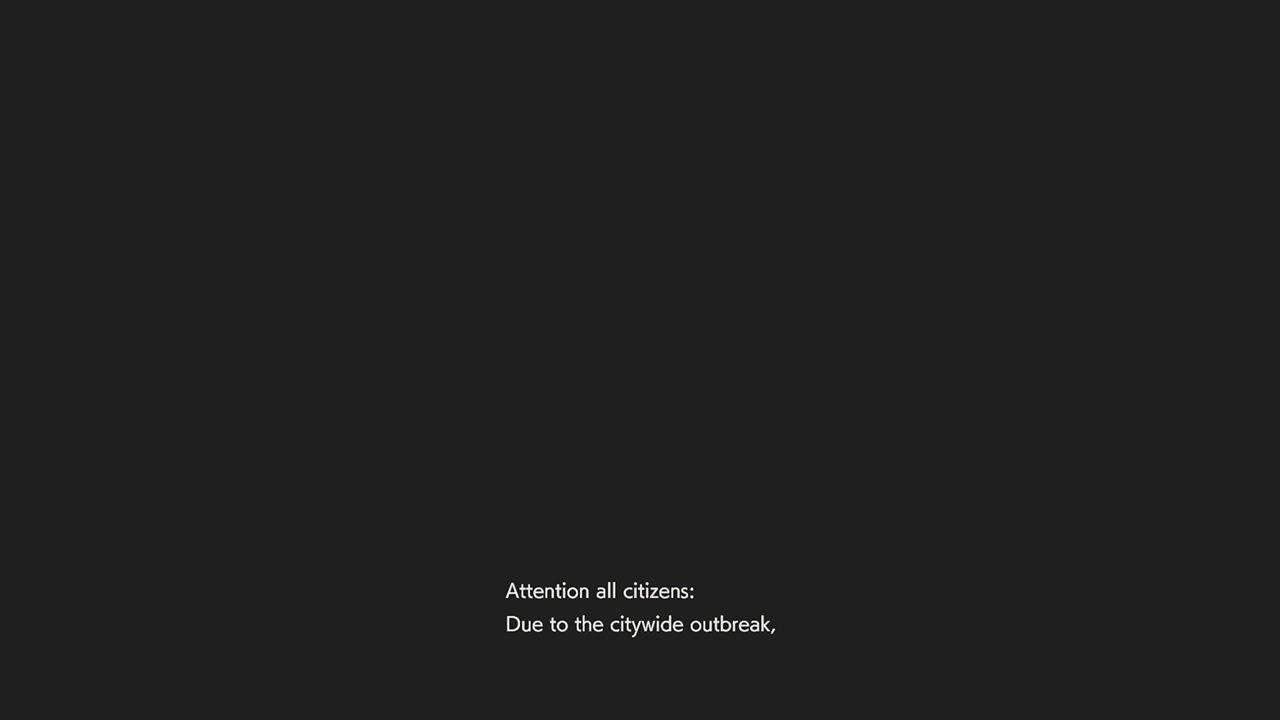 Attention all citizens:
Due to the citywide outbreak,